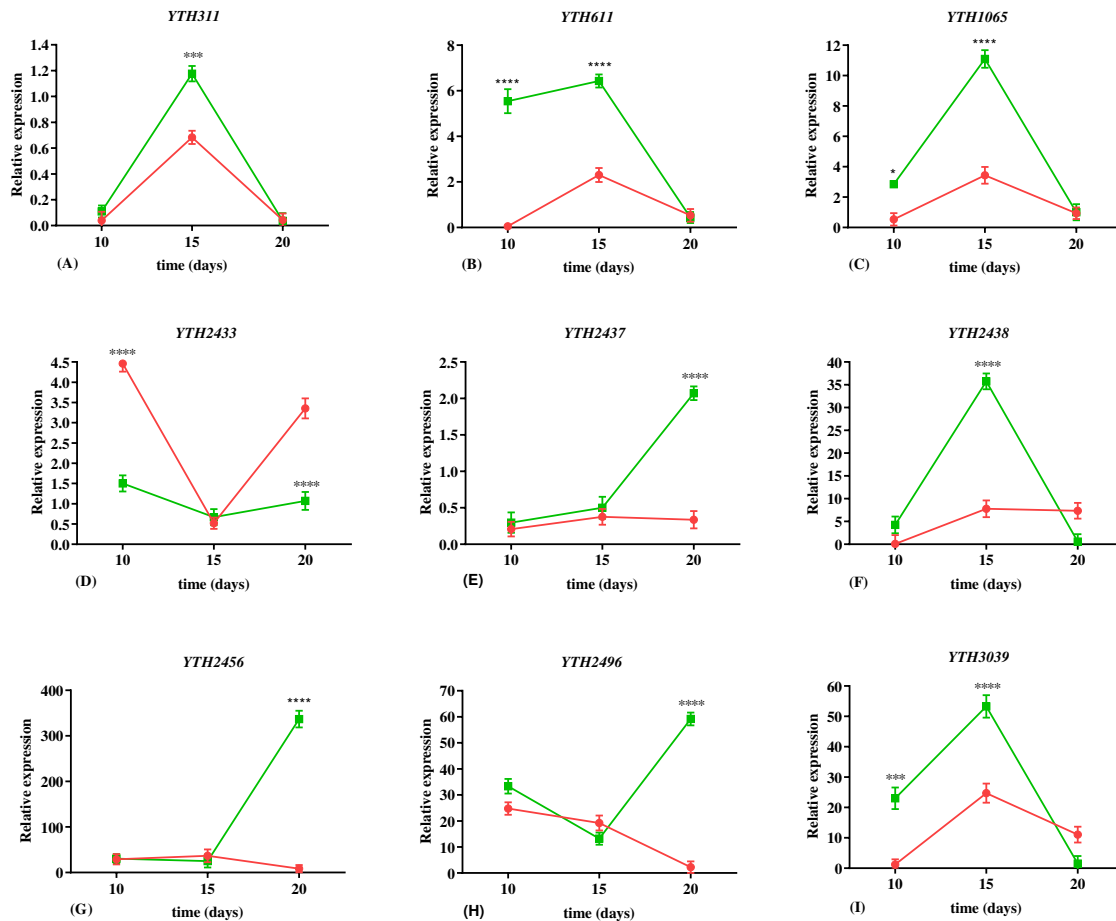 YTH311
YTH611
YTH1065
Relative expression
1.4
1.2
1.0
0.8
0.6
0.4
0.2
0.0
***
10 15 20
(A)
time (days)
Relative expression
8
6
4
2
0
****
****
10 15 20
(B)
time (days)
Relative expression
12
10
8
6
4
2
0
*
****
10 15 20
(C)
time (days)
YTH2433
YTH2437
YTH2438
Relative expression
4.5
4.0
3.5
3.0
2.5
2.0
1.5
1.0
0.5
0.0
****
****
10 15 20
(D)
time (days)
Relative expression
2.5
2.0
1.5
1.0
0.5
0.0
****
10 15 20
(E)
time (days)
Relative expression
40
35
30
25
20
15
10
5
0
****
10 15 20
(F)
time (days)
YTH2456
YTH2496
YTH3039
Relative expression
400
300
200
100
0
****
10 15 20
(G)
time (days)
Relative expression
70
60
50
40
30
20
10
0
****
10 15 20
(H)
time (days)
Relative expression
60
50
40
30
20
10
0
***
****
10 15 20
(I)
time (days)